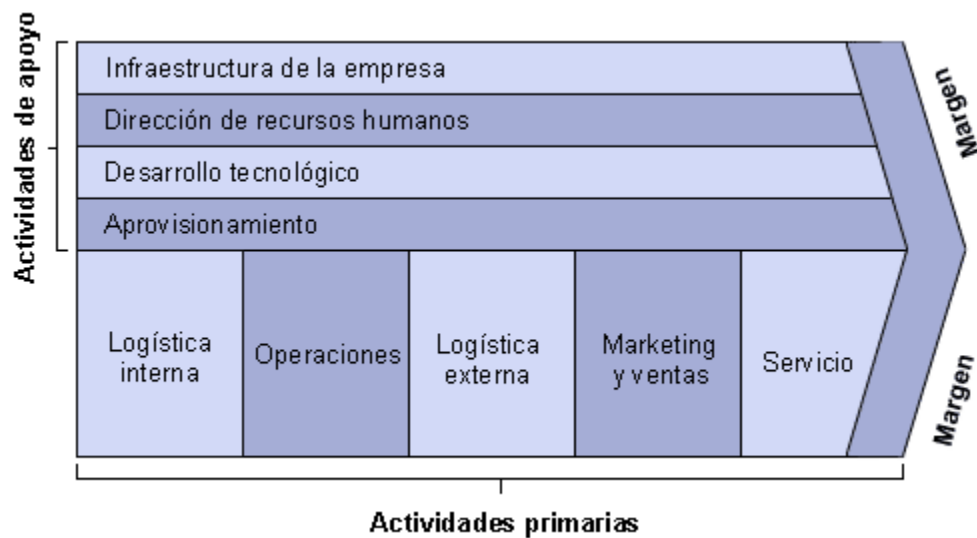 Actividades de apoyo
Infraestructura de la empresa
Dirección de recursos humanos
Desarrollo tecnológico
Aprovisionamiento
Margen
Logística
interna
Operaciones
Logística
externa
Marketing
y ventas
Servicio
Margen
Actividades primarias